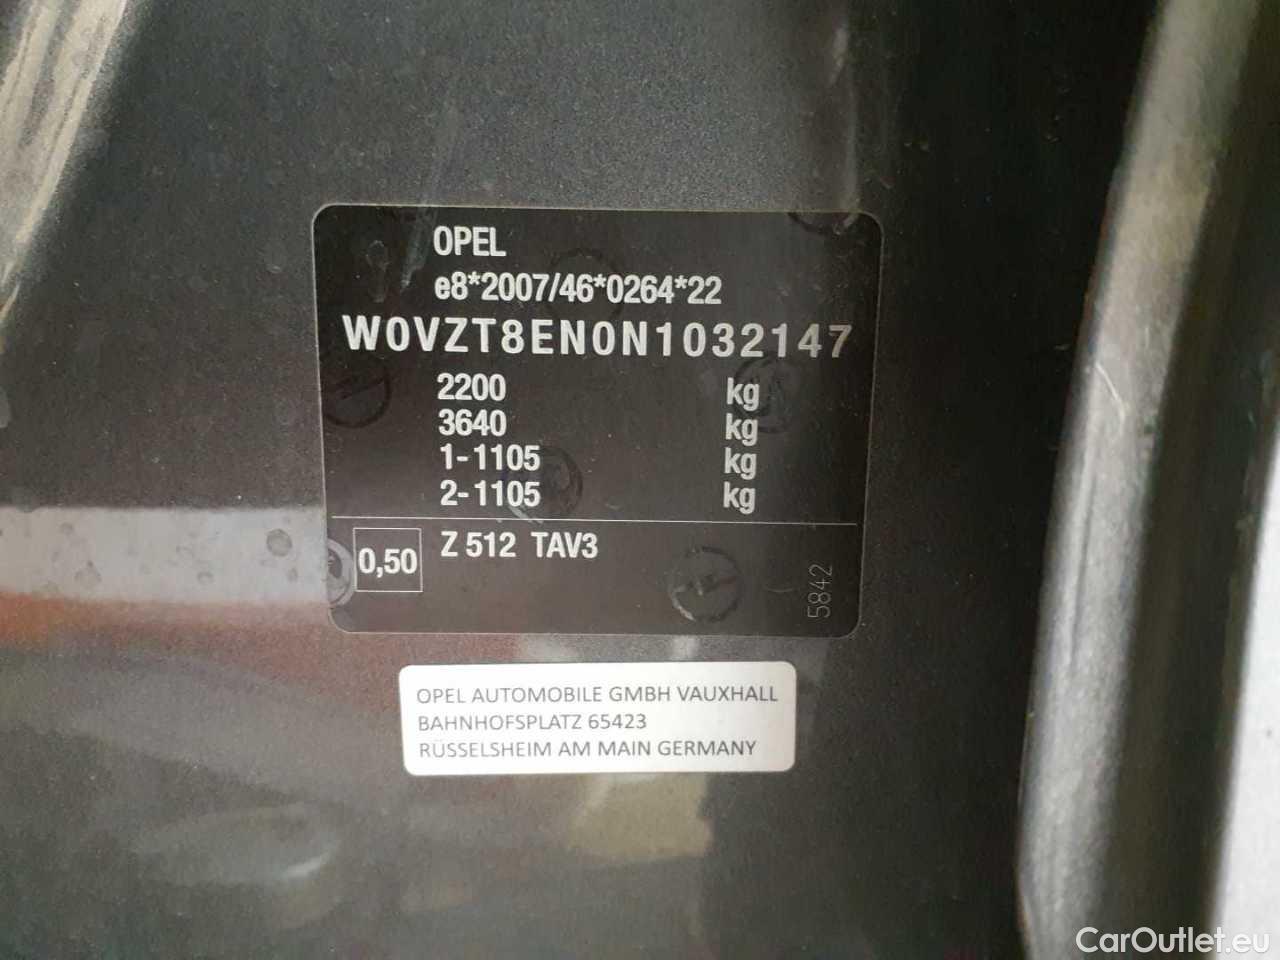 OPEL
e8*2007/46*0264*22
W0VZT8EN0N1032147
2200 kg
3640 kg
1-1105 kg
2-1105 kg
0,50 Z 512 TAV3
5842
OPEL AUTOMOBILE GMBH VAUXHALL
BAHNHOFSPLATZ 65423
RÜSSELSHEIM AM MAIN GERMANY
CarOutlet.eu